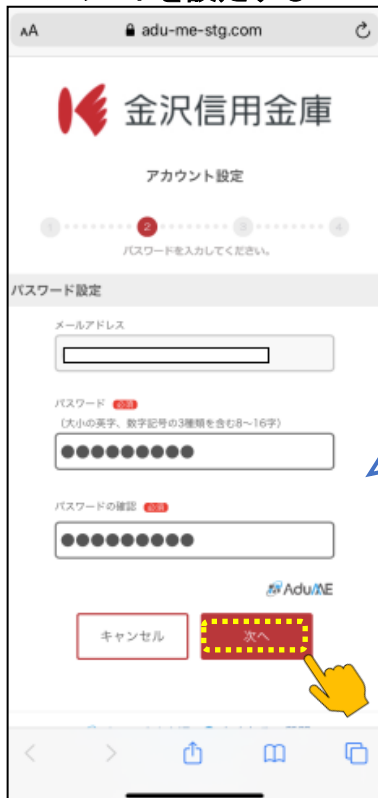 AA adu-me-stg.com
金沢信用金庫
アカウント設定
1 2 3 4
パスワードを入力してください。
パスワード設定
メールアドレス
パスワード 必須
(大小の英字、数字記号の3種類を含む8〜16字)
●●●●●●●●●
パスワードの確認 必須
●●●●●●●●●
Adu/ME
キャンセル 次へ